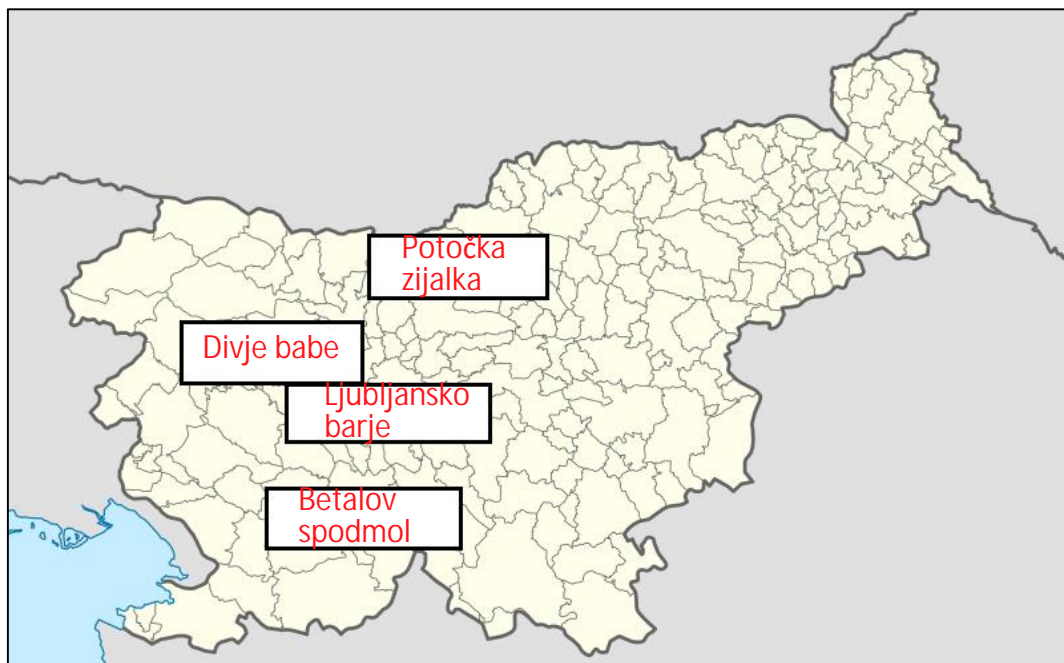 Potočka
zijalka
Divje babe
Ljubljansko
barje
Betalov
spodmol